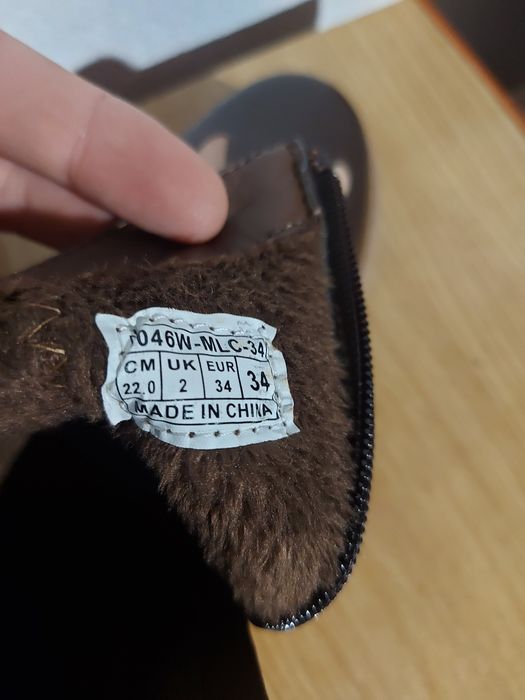 046W-MLC-34
CM UK EUR 34
22.0 2 34
MADE IN CHINA